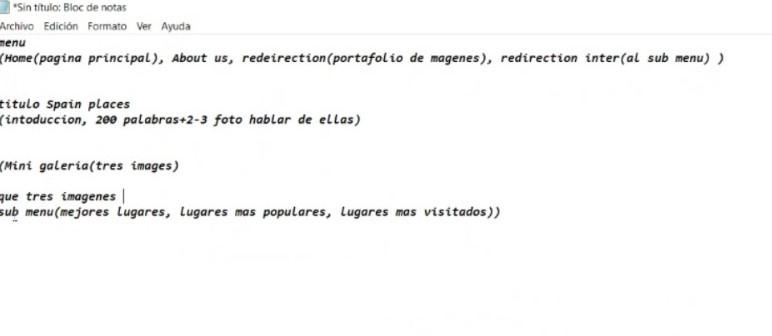 *Sin título: Bloc de notas
Archivo Edición Formato Ver Ayuda
menu
(Home(pagina principal), About us, redeirection(portafolio de magenes), redirection inter(al sub menu) )
titulo Spain places
(intoduccion, 200 palabras+2-3 foto hablar de ellas)
(Mini galeria(tres images)
que tres imagenes
sub menu(mejores lugares, lugares mas populares, lugares mas visitados))